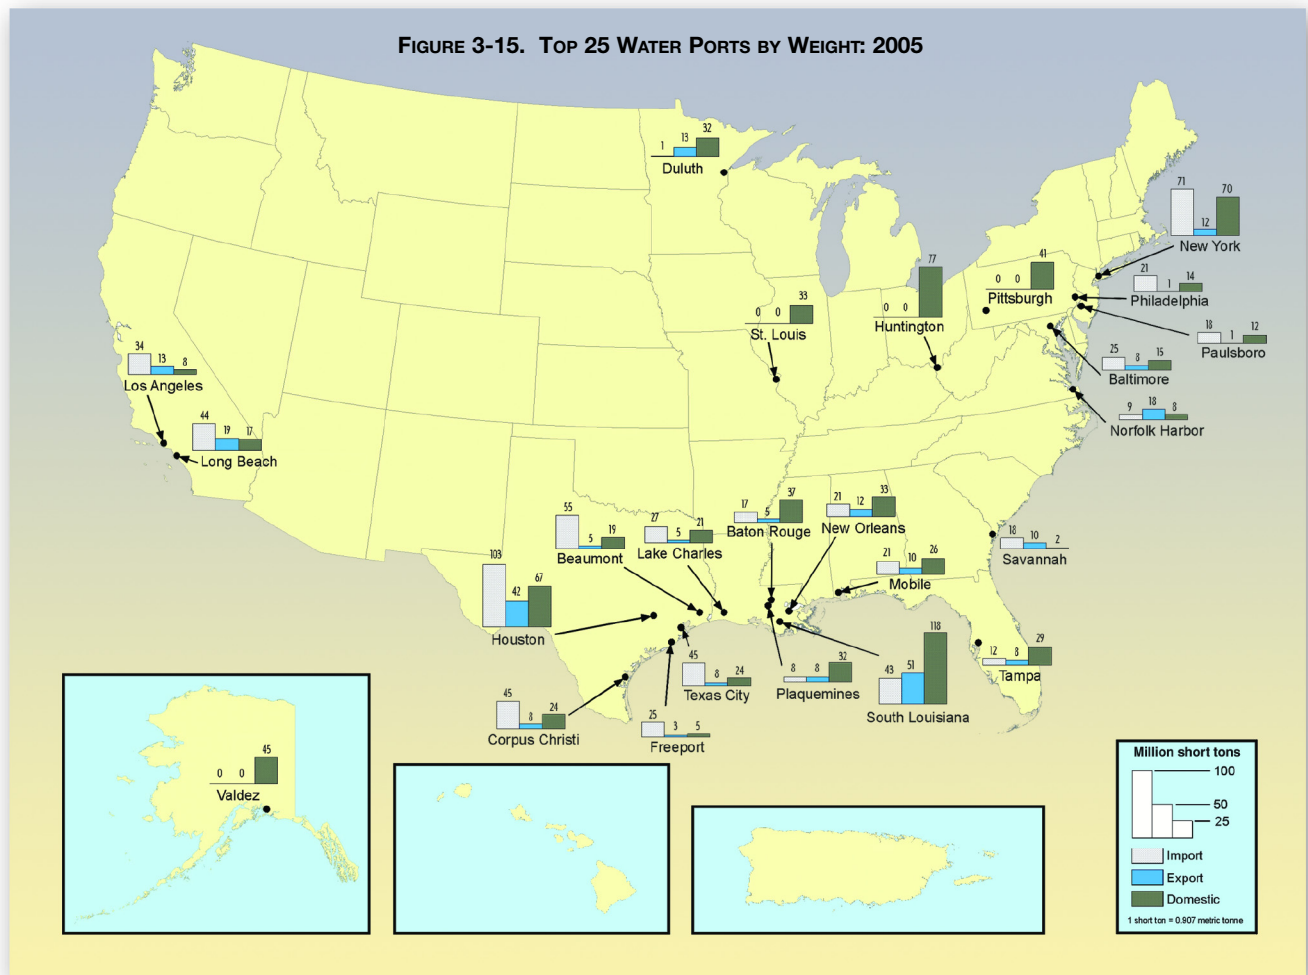 FIGURE 3-15. TOP 25 WATER PORTS BY WEIGHT: 2005
1 13 32
Duluth
71 12 70
New York
77
0 0
Huntington
41
0 0
Pittsburgh
21 1 14
Philadelphia
18 1 12
Paulsboro
0 0 33
St. Louis
25 8 15
Baltimore
9 18 8
Norfolk Harbor
34 13 8
Los Angeles
44 19 17
Long Beach
55 5 19
Beaumont
27 5 21
Lake Charles
17 5 37
Baton Rouge
21 12 33
New Orleans
18 10 2
Savannah
21 10 26
Mobile
103 42 67
Houston
45 8 24
Texas City
8 8 32
Plaquemines
43 51 118
South Louisiana
12 8 29
Tampa
45 8 24
Corpus Christi
25 3 5
Freeport
0 0 45
Valdez
Million short tons
100
50
25
Import
Export
Domestic
1 short ton = 0.907 metric tonne